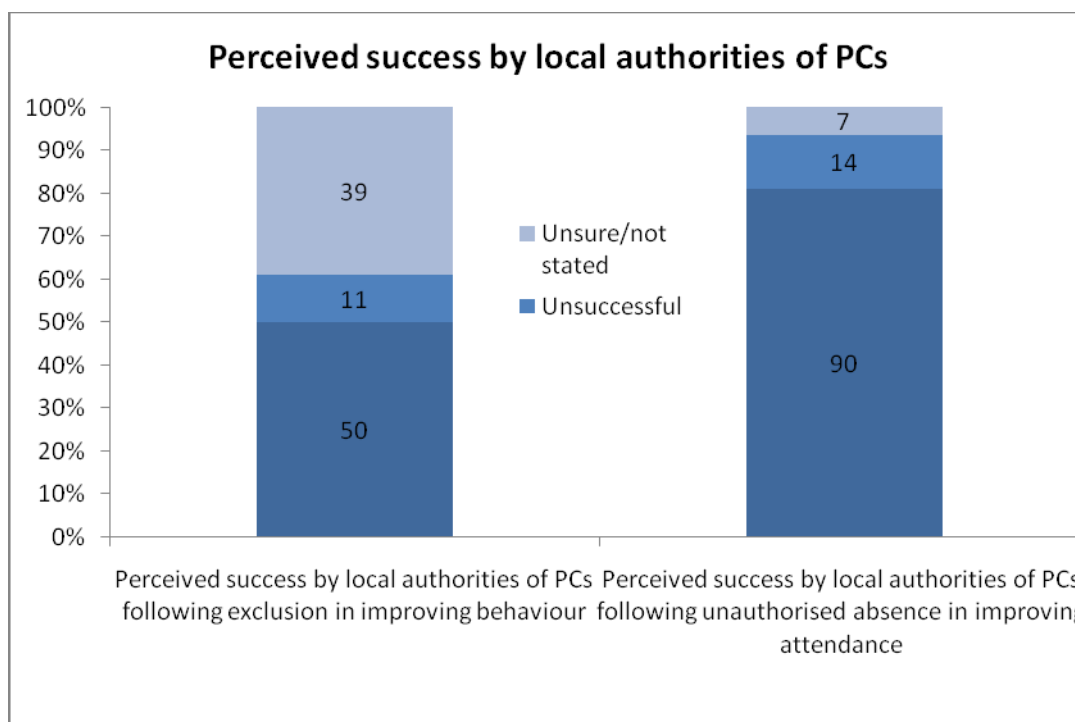 Perceived success by local authorities of PCs
100%
90%
80%
70%
60%
50%
40%
30%
20%
10%
0%
39
11
50
7
14
90
Unsure/not
stated
Unsuccessful
Perceived success by local authorities of PCs
following exclusion in improving behaviour
Perceived success by local authorities of PCs
following unauthorised absence in improving
attendance